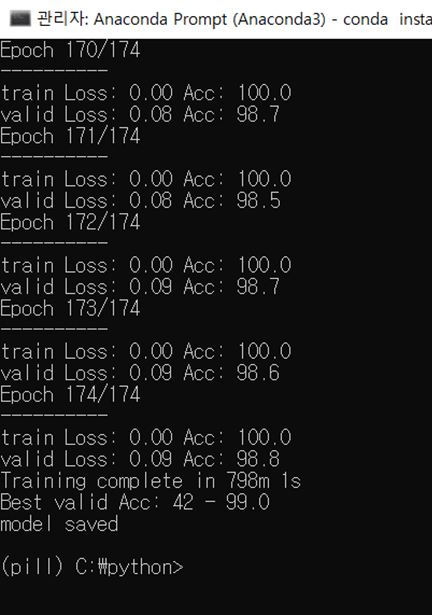 관리자: Anaconda Prompt (Anaconda3) - conda  insta
Epoch 170/174
----------
train Loss: 0.00 Acc: 100.0
valid Loss: 0.08 Acc: 98.7
Epoch 171/174
----------
train Loss: 0.00 Acc: 100.0
valid Loss: 0.08 Acc: 98.5
Epoch 172/174
----------
train Loss: 0.00 Acc: 100.0
valid Loss: 0.09 Acc: 98.7
Epoch 173/174
----------
train Loss: 0.00 Acc: 100.0
valid Loss: 0.09 Acc: 98.6
Epoch 174/174
----------
train Loss: 0.00 Acc: 100.0
valid Loss: 0.09 Acc: 98.8
Training complete in 798m 1s
Best valid Acc: 42 - 99.0
model saved
(pill) C:₩python>